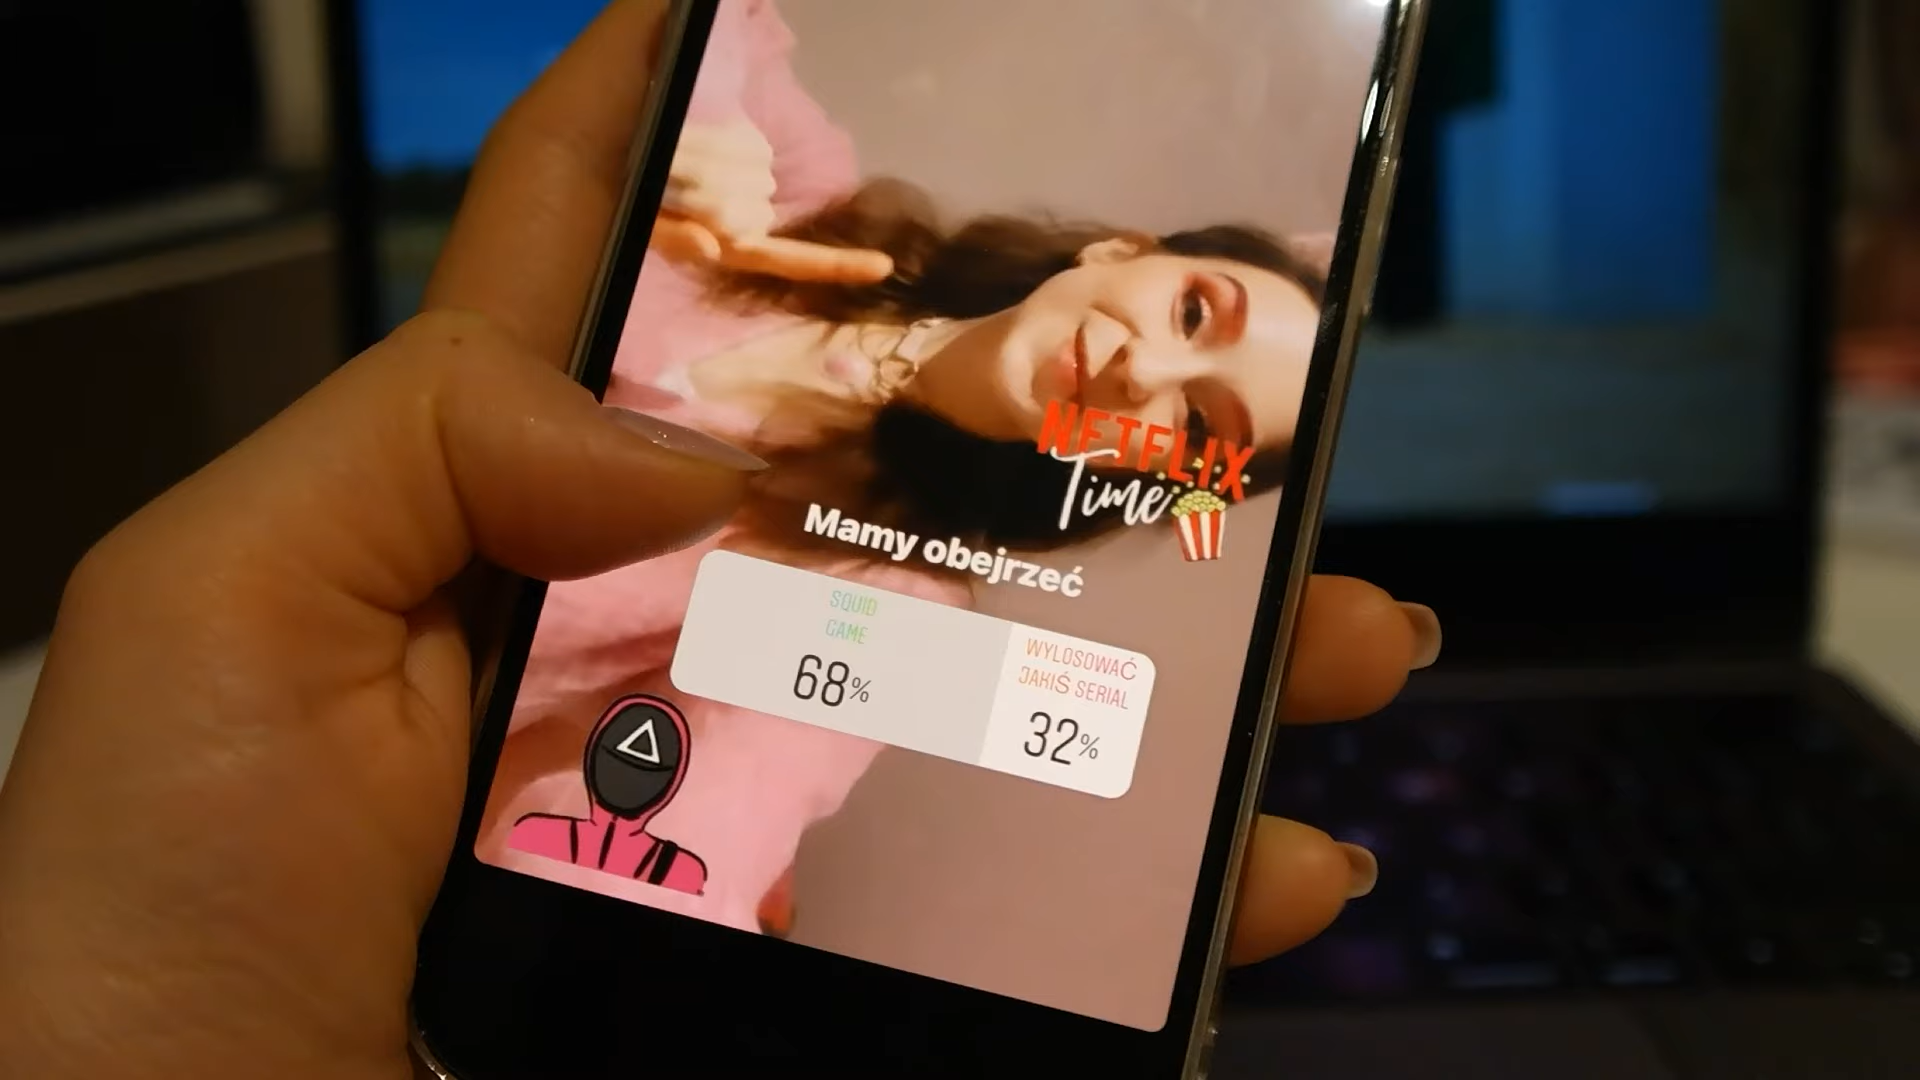 NETFLIX
Time
Mamy obejrzeć
SQUID
GAME
68%
WYLOSOWAĆ
JAKIŚ SERIAL
32%